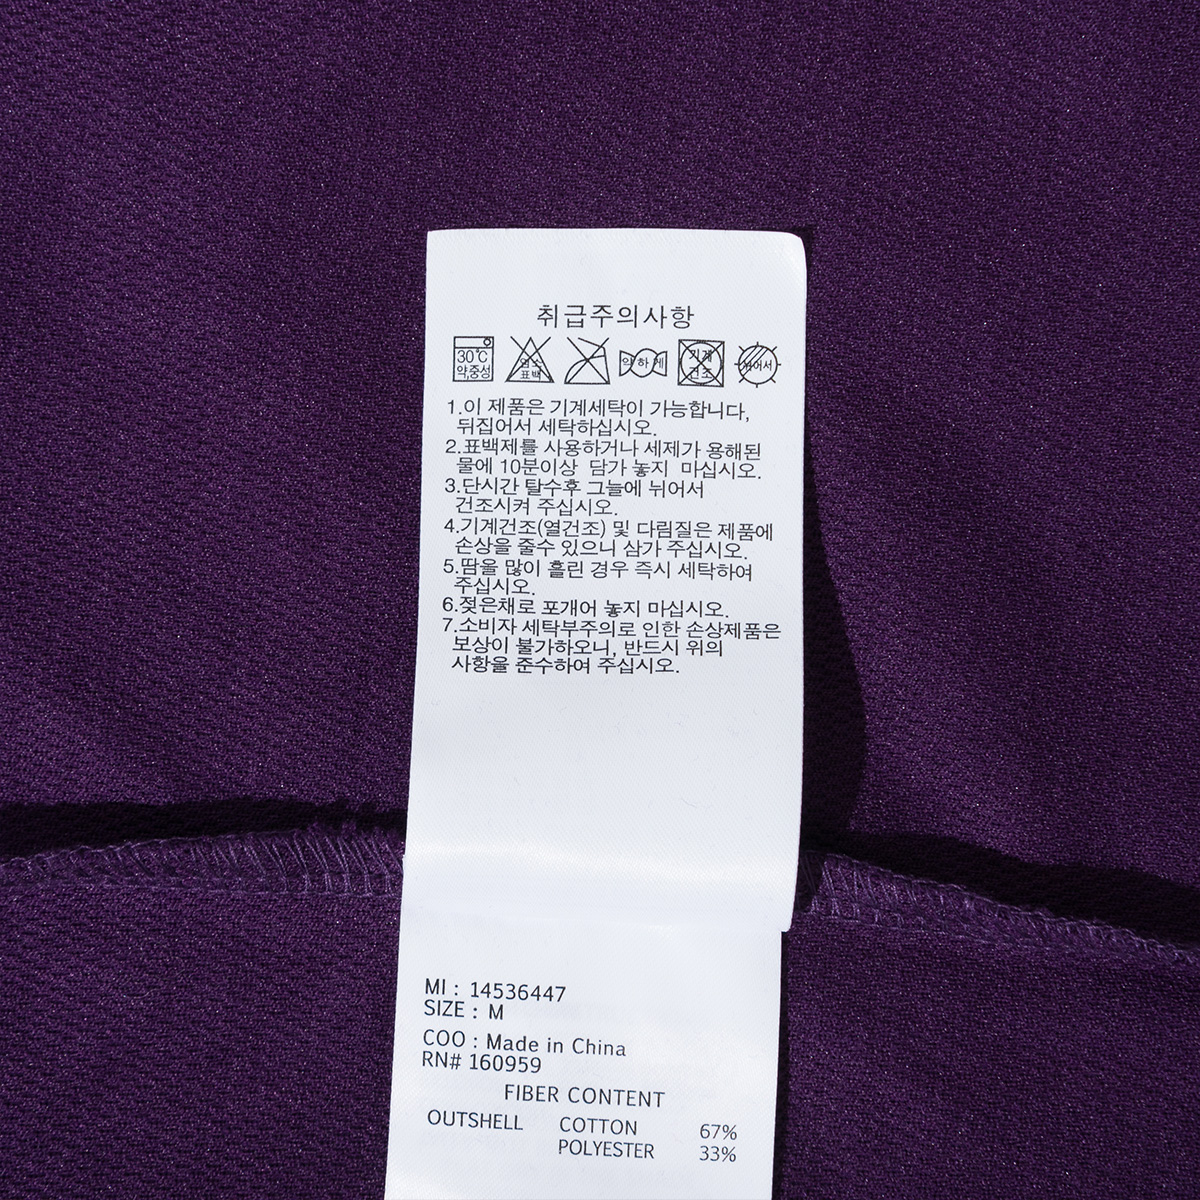 취급주의사항
30℃ 약,중성 염소 표백 약하게 기계 건조 뉘어서
1.이 제품은 기계세탁이 가능합니다,
뒤집어서 세탁하십시오.
2.표백제를 사용하거나 세제가 용해된
물에 10분이상 담가 놓지 마십시오.
3.단시간 탈수후 그늘에 뉘어서
건조시켜 주십시오.
4.기계건조(열건조) 및 다림질은 제품에
손상을 줄수 있으니 삼가 주십시오.
5.땀을 많이 흘린 경우 즉시 세탁하여
주십시오.
6.젖은채로 포개어 놓지 마십시오.
7.소비자 세탁부주의로 인한 손상제품은
보상이 불가하오니, 반드시 위의
사항을 준수하여 주십시오.
MI : 14536447
SIZE : M
COO : Made in China
RN# 160959
FIBER CONTENT
OUTSHELL COTTON 67%
POLYESTER 33%